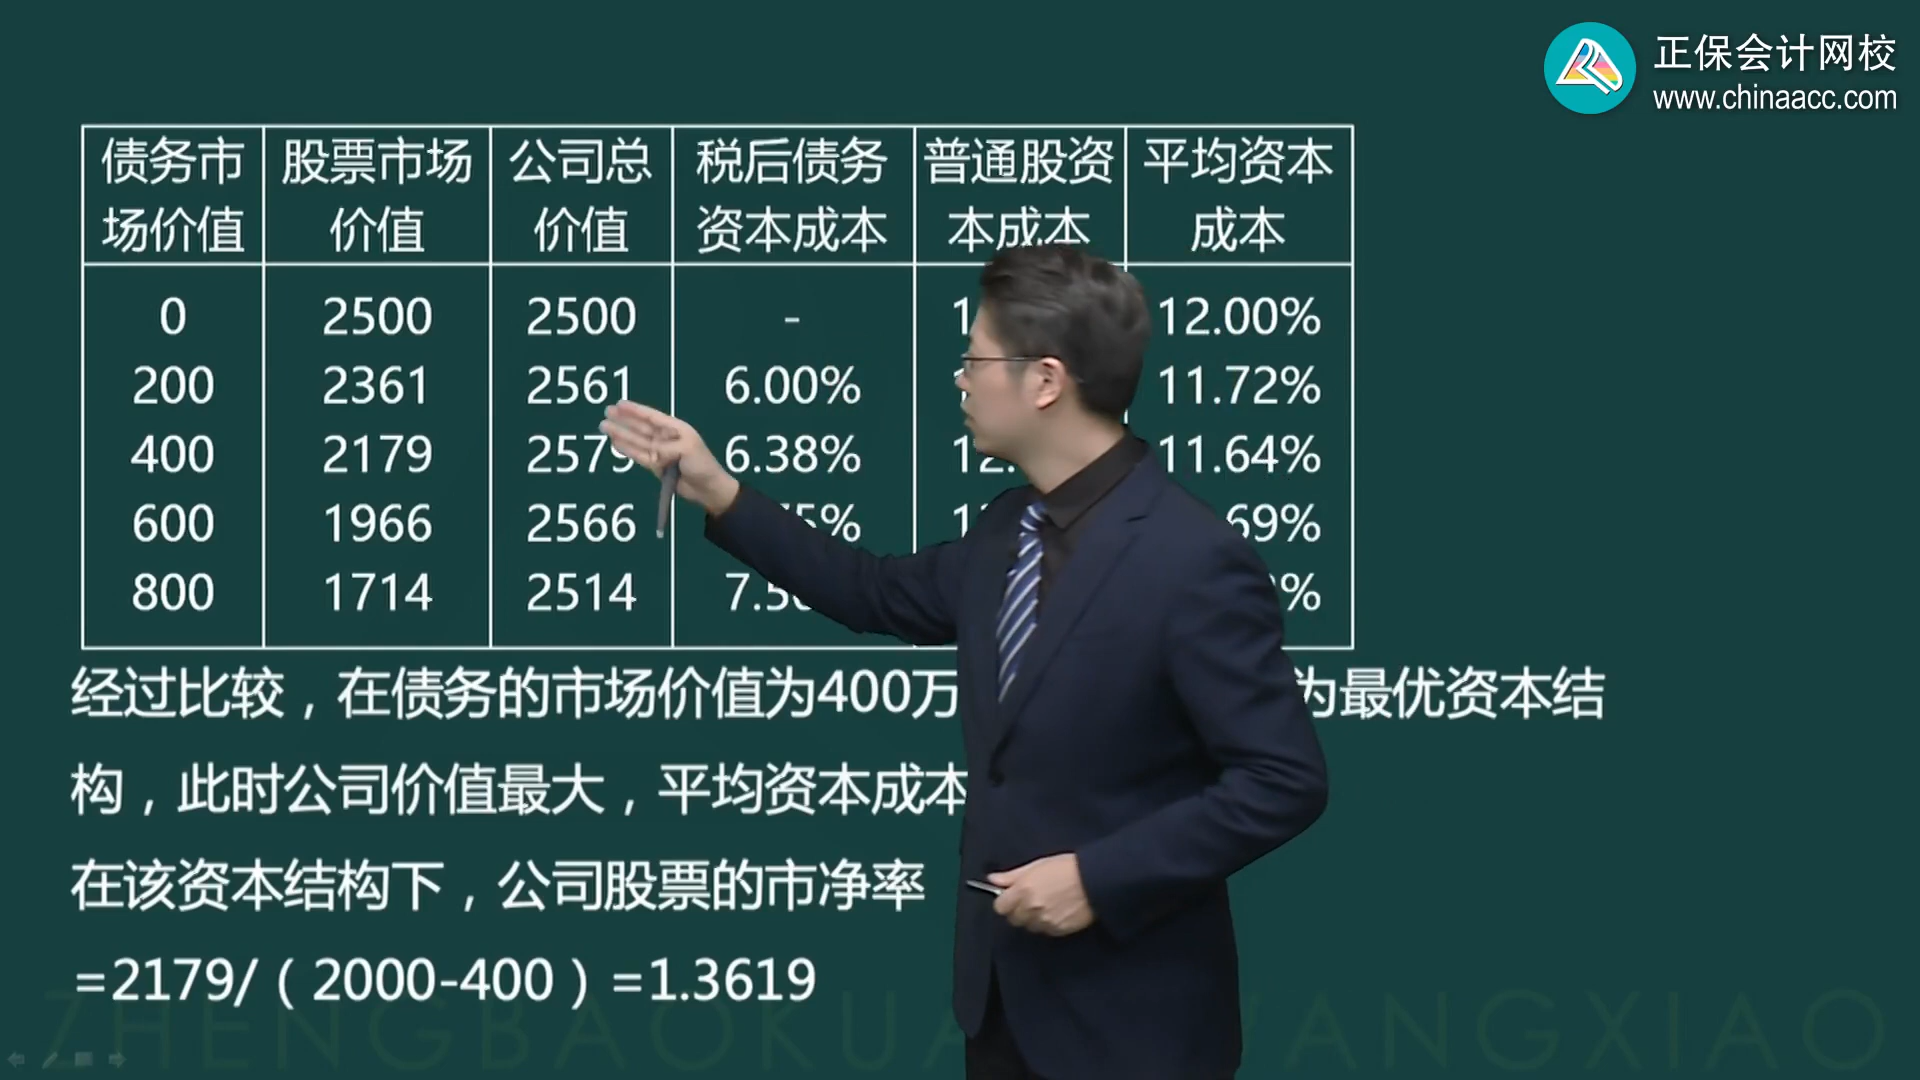 正保会计网校
www.chinaacc.com
债务市场价值 股票市场价值 公司总价值 税后债务资本成本 普通股资本成本 平均资本成本
0 2500 2500 - 12.00%
200 2361 2561 6.00% 11.72%
400 2179 2579 6.38% 11.64%
600 1966 2566
800 1714 2514
经过比较，在债务的市场价值为400万 为最优资本结
构，此时公司价值最大，平均资本成本
在该资本结构下，公司股票的市净率
=2179/（2000-400）=1.3619